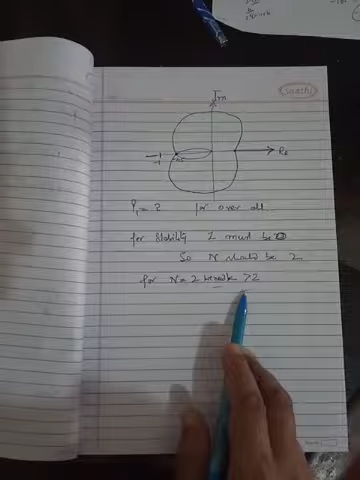 Saathi
Im
Re
-1
P₁ = 2 for over all
for Stability Z must be 0
So N should be 2
for N = 2 > 2